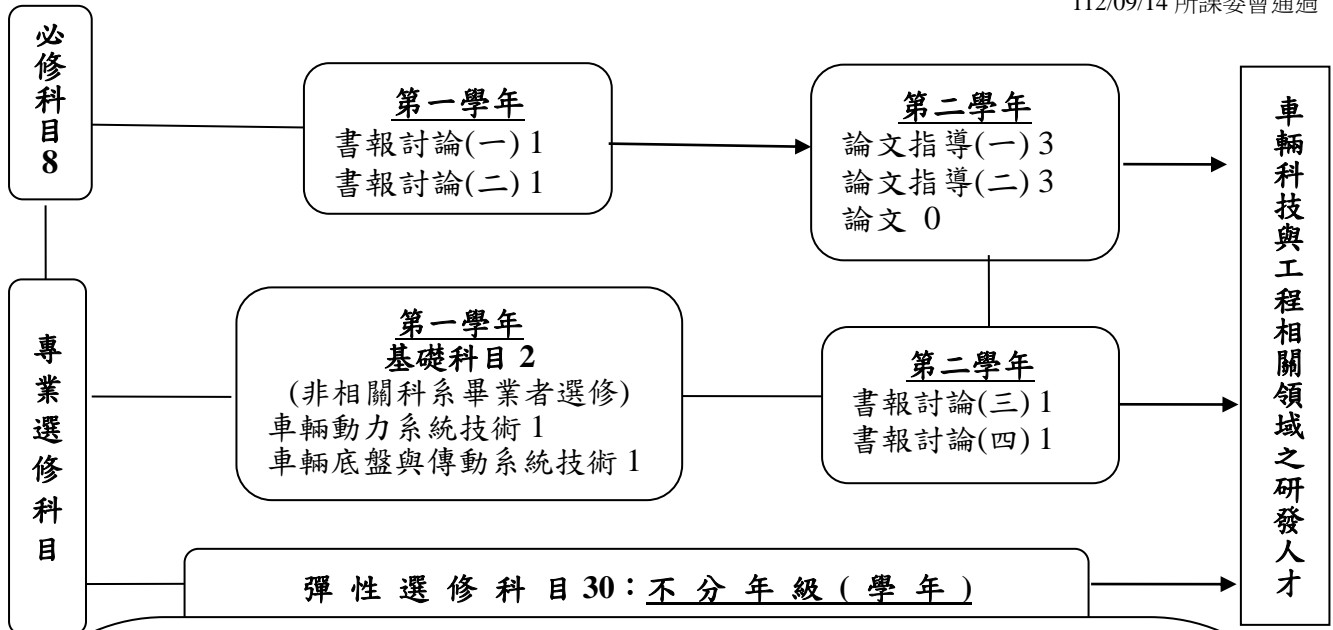 112/09/14 所課委會通過
必修科目8
第一學年
書報討論(一) 1
書報討論(二) 1
第二學年
論文指導(一) 3
論文指導(二) 3
論文 0
車輛科技與工程相關領域之研發人才
專業選修科目
第一學年
基礎科目 2
(非相關科系畢業者選修)
車輛動力系統技術 1
車輛底盤與傳動系統技術 1
第二學年
書報討論(三) 1
書報討論(四) 1
彈性選修科目30：不分年級(學年)